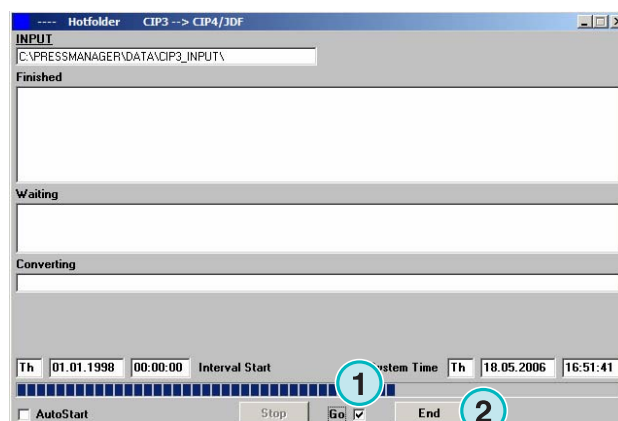 ---- Hotfolder CIP3 --> CIP4/JDF
INPUT
C:\PRESSMANAGER\DATA\CIP3_INPUT\
Finished
Waiting
Converting
Th 01.01.1998 00:00:00 Interval Start System Time Th 18.05.2006 16:51:41
1
AutoStart Stop Go End 2